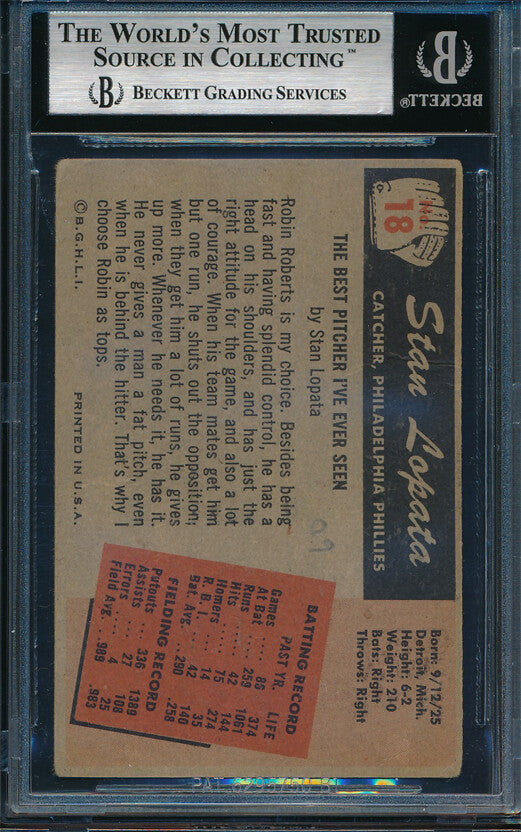 THE WORLD'S MOST TRUSTED
SOURCE IN COLLECTING™
BECKETT GRADING SERVICES
BECKETT®
No.
18
Stan Lopata
CATCHER, PHILADELPHIA PHILLIES
Born: 9/12/25
Detroit, Mich.
Height: 6-2
Weight: 210
Bats: Right
Throws: Right
THE BEST PITCHER I'VE EVER SEEN
by Stan Lopata
Robin Roberts is my choice. Besides being
fast and having splendid control, he has a
head on his shoulders, and has just the
right attitude for the game, and also a lot
of courage. When his team mates get him
but one run, he shuts out the opposition;
when they get him a lot of runs, he gives
up more. Whenever he needs it, he has it.
He never gives a man a fat pitch, even
when he is behind the hitter. That's why I
choose Robin as tops.
©B.G.H.L.I.
PRINTED IN U.S.A.
BATTING RECORD
PAST YR. LIFE
Games 86 374
At Bat 259 1061
Runs 42 144
Hits 75 274
Homers 14 35
R. B. I. 42 140
Bat. Avg. .290 .258
FIELDING RECORD
Putouts 336 1389
Assists 27 108
Errors 4 25
Field Avg. .989 .983